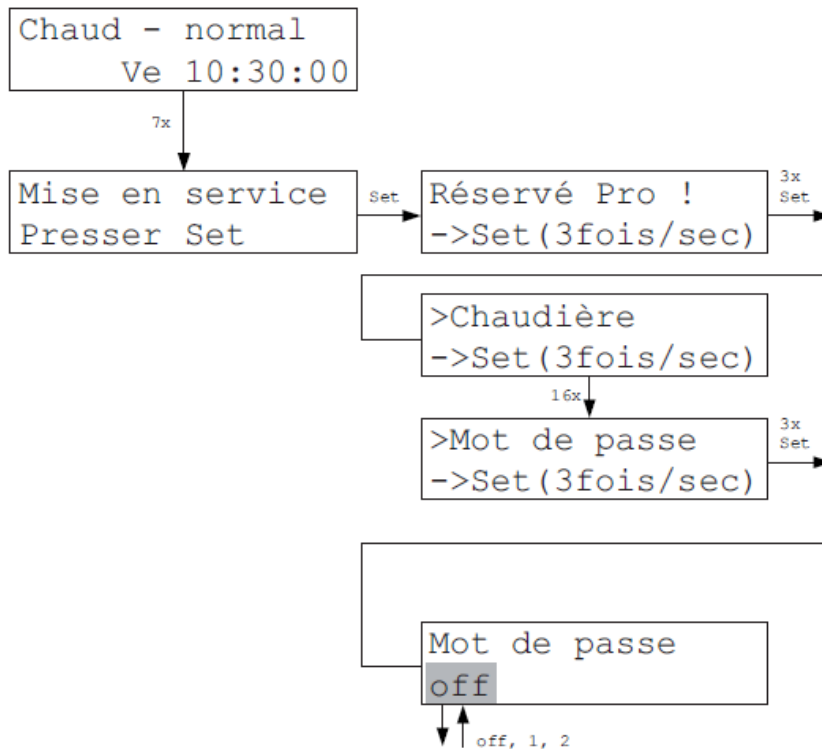 Chaud - normal
Ve 10:30:00
7x
Mise en service
Presser Set
Set
Réservé Pro !
->Set(3fois/sec)
3x
Set
>Chaudière
->Set(3fois/sec)
16x
>Mot de passe
->Set(3fois/sec)
3x
Set
Mot de passe
off
off, 1, 2